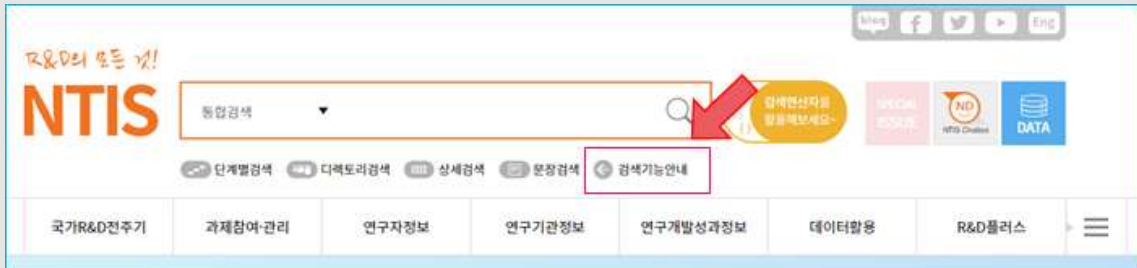 blog f Eng
R&D의 모든 것!
NTIS
통합검색
검색연산자를
활용해보세요~
SPECIAL
ISSUE
ND
NTIS Chatbot
DATA
단계별검색 디렉토리검색 상세검색 문장검색 검색기능안내
국가R&D전주기 과제참여·관리 연구자정보 연구기관정보 연구개발성과정보 데이터활용 R&D플러스